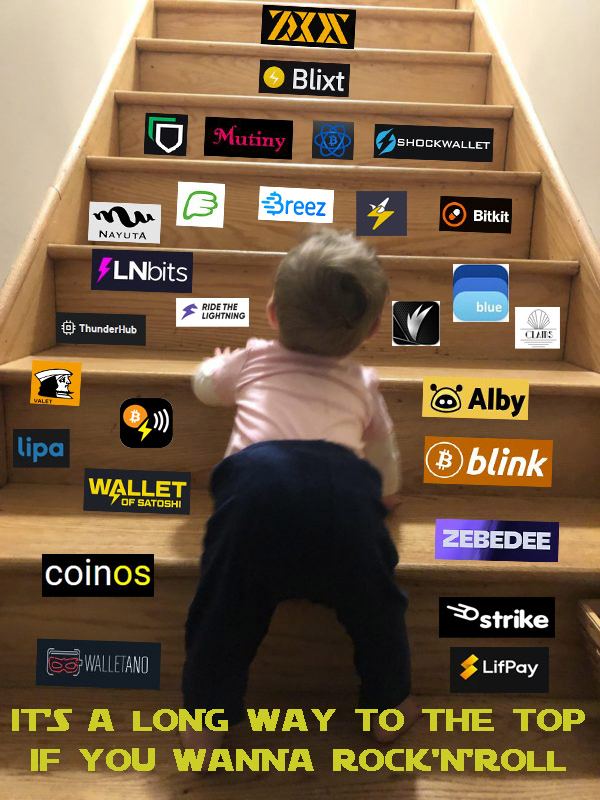 Blixt
Mutiny
SHOCKWALLET
NAYUTA
Breez
Bitkit
LNbits
RIDE THE
LIGHTNING
blue
ThunderHub
CLAMS
VALET
Alby
lipa
blink
WALLET
OF SATOSHI
ZEBEDEE
coinos
strike
WALLETANO
LifPay
IT'S A LONG WAY TO THE TOP
IF YOU WANNA ROCK'N'ROLL